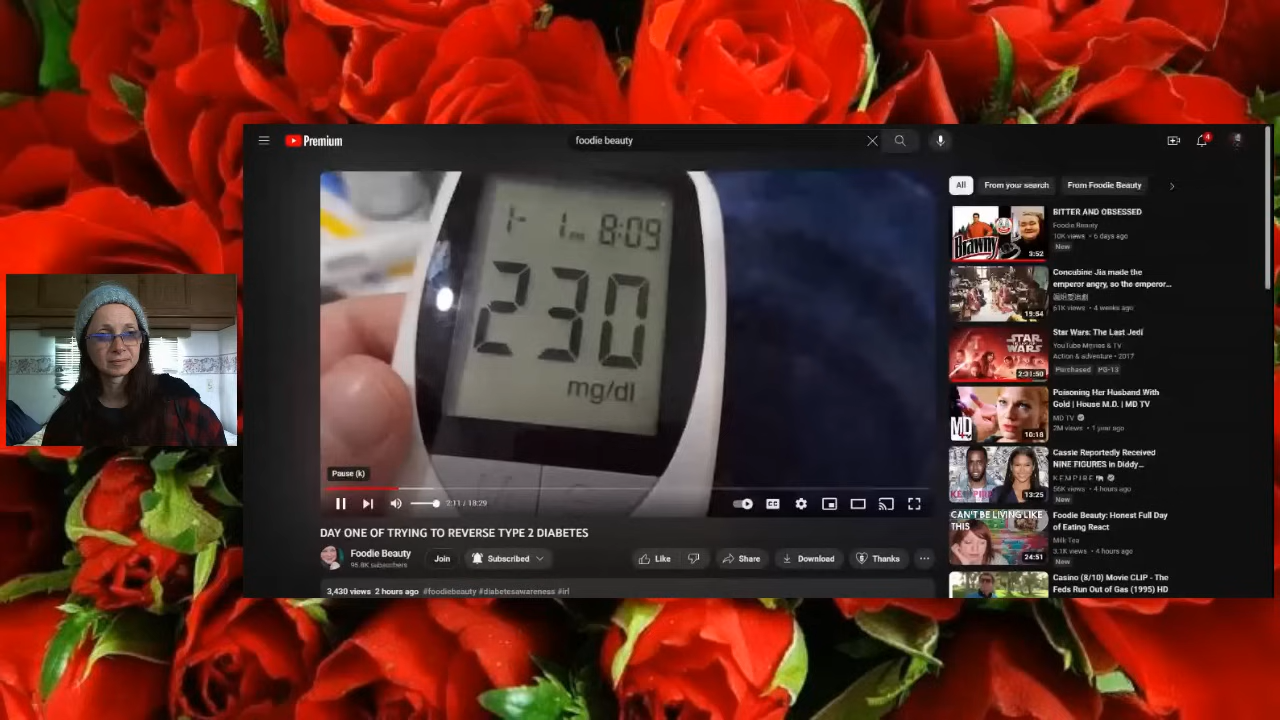 Premium
foodie beauty
4
8:09
230
mg/dl
Pause (k)
2:11 / 18:29
CC
DAY ONE OF TRYING TO REVERSE TYPE 2 DIABETES
Foodie Beauty
Join
Subscribed
Like
Share
Download
Thanks
3,430 views 2 hours ago #foodiebeauty #diabetesawareness #irl
All
From your search
From Foodie Beauty
Brawny
3:52
BITTER AND OBSESSED
Foodie Beauty
10K views • 6 days ago
New
15:54
Concubine Jia made the
emperor angry, so the emperor...
61K views • 4 weeks ago
STAR WARS
2:31:50
Star Wars: The Last Jedi
YouTube Movies & TV
Action & adventure • 2017
Purchased
PG-13
MD
10:18
Poisoning Her Husband With
Gold | House M.D. | MD TV
MD TV
2M views • 1 year ago
13:25
Cassie Reportedly Received
NINE FIGURES in Diddy...
56K views • 4 hours ago
New
CAN'T BE LIVING LIKE
THIS
24:51
Foodie Beauty: Honest Full Day
of Eating React
Milk Tea
3.1K views • 4 hours ago
New
Casino (8/10) Movie CLIP - The
Feds Run Out of Gas (1995) HD